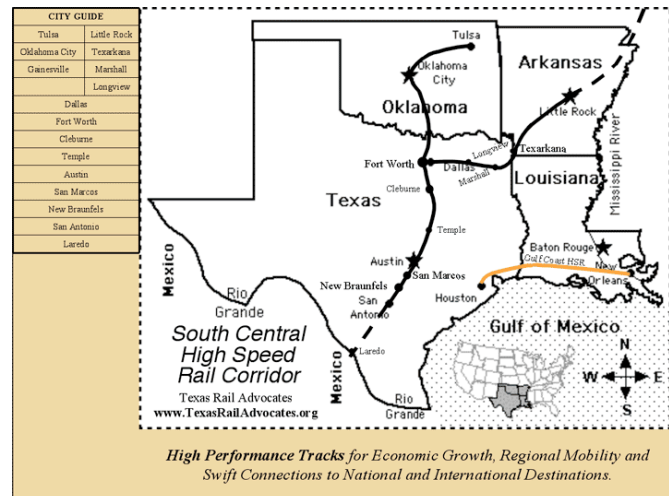 CITY GUIDE
Tulsa Little Rock
Oklahoma City Texarkana
Gainesville Marshall
Longview
Dallas
Fort Worth
Cleburne
Temple
Austin
San Marcos
New Braunfels
San Antonio
Laredo
Tulsa
Oklahoma
City
Oklahoma
Arkansas
Little Rock
Mississippi River
Fort Worth
Dallas
Longview
Marshall
Texarkana
Louisiana
Texas
Cleburne
Temple
Austin
San Marcos
New Braunfels
San
Antonio
Laredo
Baton Rouge
Gulf Coast HSR
New
Orleans
Houston
Mexico
Rio
Grande
Mexico
Rio
Grande
Gulf of Mexico
N
W E
S
South Central
High Speed
Rail Corridor
Texas Rail Advocates
www.TexasRailAdvocates.org
High Performance Tracks for Economic Growth, Regional Mobility and
Swift Connections to National and International Destinations.